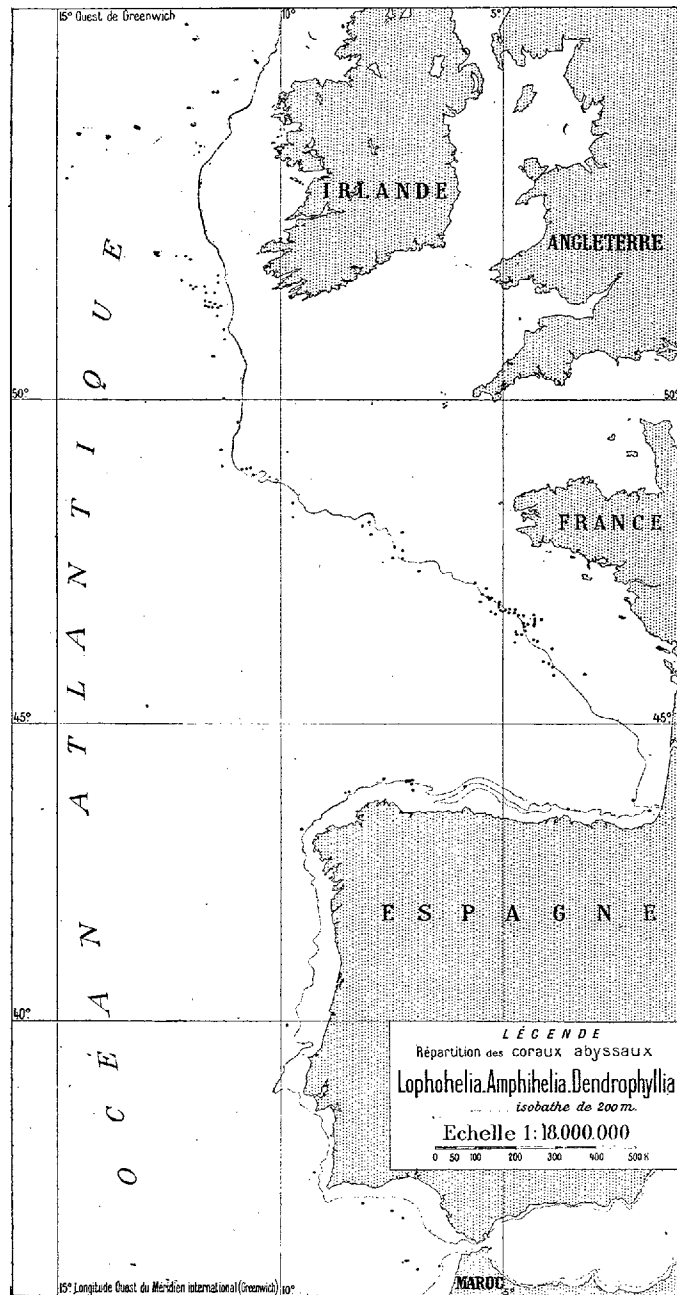 15° Ouest de Greenwich
10°
5°
IRLANDE
ANGLETERRE
50°
50°
FRANCE
OCÉAN ATLANTIQUE
45°
45°
ESPAGNE
40°
LÉGENDE
Répartition des coraux abyssaux
Lophohelia.Amphihelia.Dendrophyllia
isobathe de 200m.
Echelle 1:18.000.000
0 50 100 200 300 400 500 K
MAROC
15° Longitude Ouest du Méridien international (Greenwich)
10°
5°